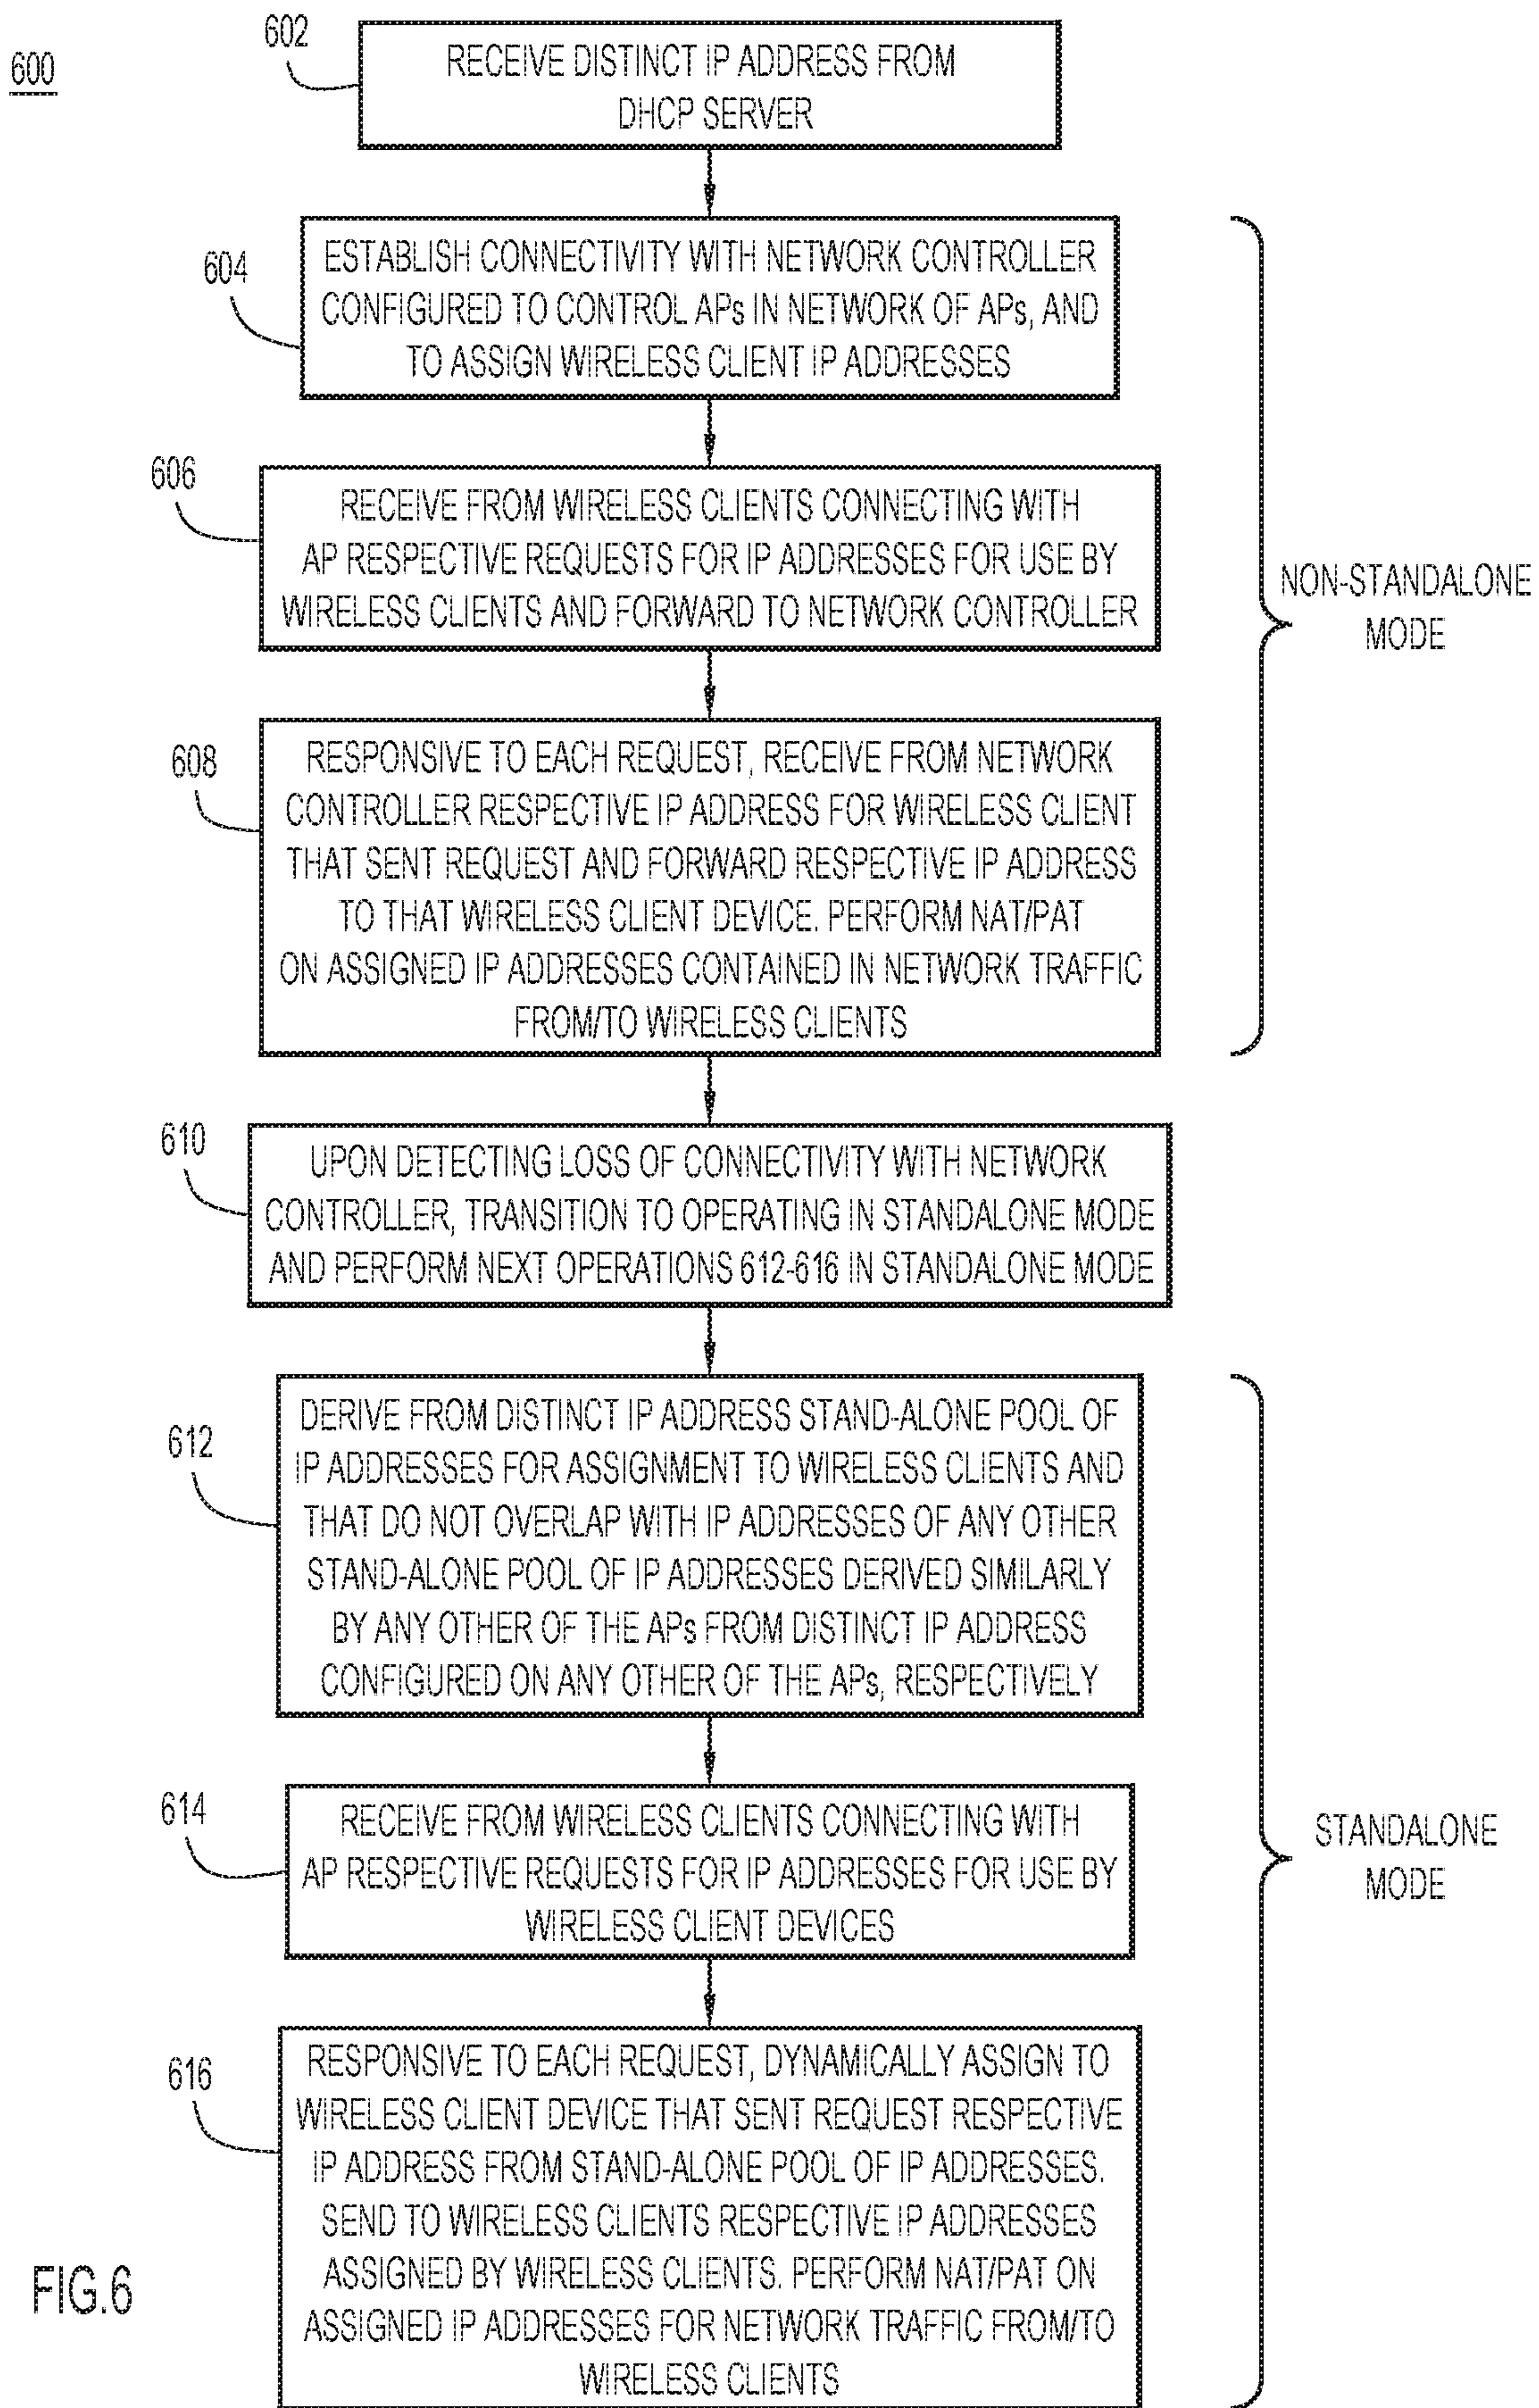 600
602
RECEIVE DISTINCT IP ADDRESS FROM
DHCP SERVER
604
ESTABLISH CONNECTIVITY WITH NETWORK CONTROLLER
CONFIGURED TO CONTROL APs IN NETWORK OF APs, AND
TO ASSIGN WIRELESS CLIENT IP ADDRESSES
606
RECEIVE FROM WIRELESS CLIENTS CONNECTING WITH
AP RESPECTIVE REQUESTS FOR IP ADDRESSES FOR USE BY
WIRELESS CLIENTS AND FORWARD TO NETWORK CONTROLLER
NON-STANDALONE
MODE
608
RESPONSIVE TO EACH REQUEST, RECEIVE FROM NETWORK
CONTROLLER RESPECTIVE IP ADDRESS FOR WIRELESS CLIENT
THAT SENT REQUEST AND FORWARD RESPECTIVE IP ADDRESS
TO THAT WIRELESS CLIENT DEVICE. PERFORM NAT/PAT
ON ASSIGNED IP ADDRESSES CONTAINED IN NETWORK TRAFFIC
FROM/TO WIRELESS CLIENTS
610
UPON DETECTING LOSS OF CONNECTIVITY WITH NETWORK
CONTROLLER, TRANSITION TO OPERATING IN STANDALONE MODE
AND PERFORM NEXT OPERATIONS 612-616 IN STANDALONE MODE
612
DERIVE FROM DISTINCT IP ADDRESS STAND-ALONE POOL OF
IP ADDRESSES FOR ASSIGNMENT TO WIRELESS CLIENTS AND
THAT DO NOT OVERLAP WITH IP ADDRESSES OF ANY OTHER
STAND-ALONE POOL OF IP ADDRESSES DERIVED SIMILARLY
BY ANY OTHER OF THE APs FROM DISTINCT IP ADDRESS
CONFIGURED ON ANY OTHER OF THE APs, RESPECTIVELY
614
RECEIVE FROM WIRELESS CLIENTS CONNECTING WITH
AP RESPECTIVE REQUESTS FOR IP ADDRESSES FOR USE BY
WIRELESS CLIENT DEVICES
STANDALONE
MODE
616
RESPONSIVE TO EACH REQUEST, DYNAMICALLY ASSIGN TO
WIRELESS CLIENT DEVICE THAT SENT REQUEST RESPECTIVE
IP ADDRESS FROM STAND-ALONE POOL OF IP ADDRESSES.
SEND TO WIRELESS CLIENTS RESPECTIVE IP ADDRESSES
ASSIGNED BY WIRELESS CLIENTS. PERFORM NAT/PAT ON
ASSIGNED IP ADDRESSES FOR NETWORK TRAFFIC FROM/TO
WIRELESS CLIENTS
FIG.6